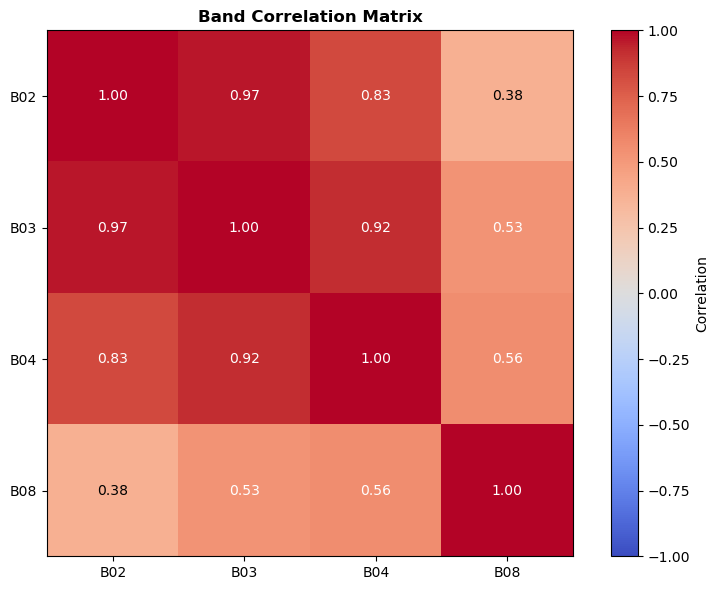 Band Correlation Matrix
B02 1.00 0.97 0.83 0.38
B03 0.97 1.00 0.92 0.53
B04 0.83 0.92 1.00 0.56
B08 0.38 0.53 0.56 1.00
B02 B03 B04 B08
1.00
0.75
0.50
0.25
0.00
−0.25
−0.50
−0.75
−1.00
Correlation